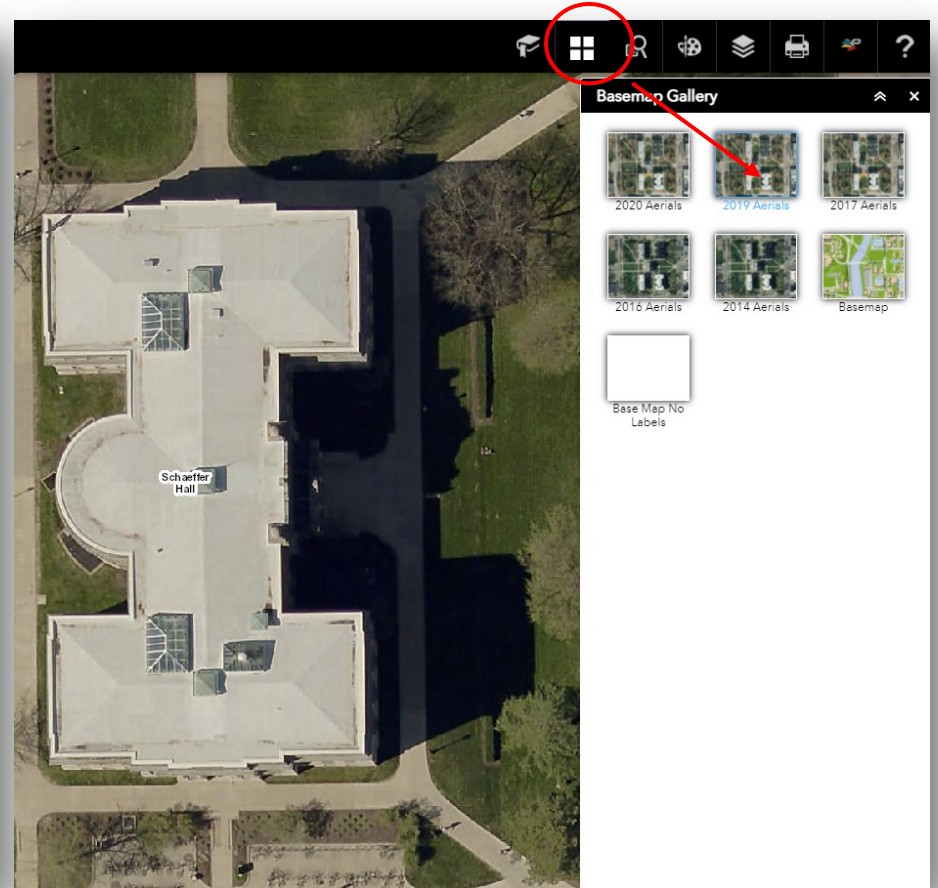 ?
Basemap Gallery
2020 Aerials
2019 Aerials
2017 Aerials
2016 Aerials
2014 Aerials
Basemap
Base Map No
Labels
Schaeffer
Hall